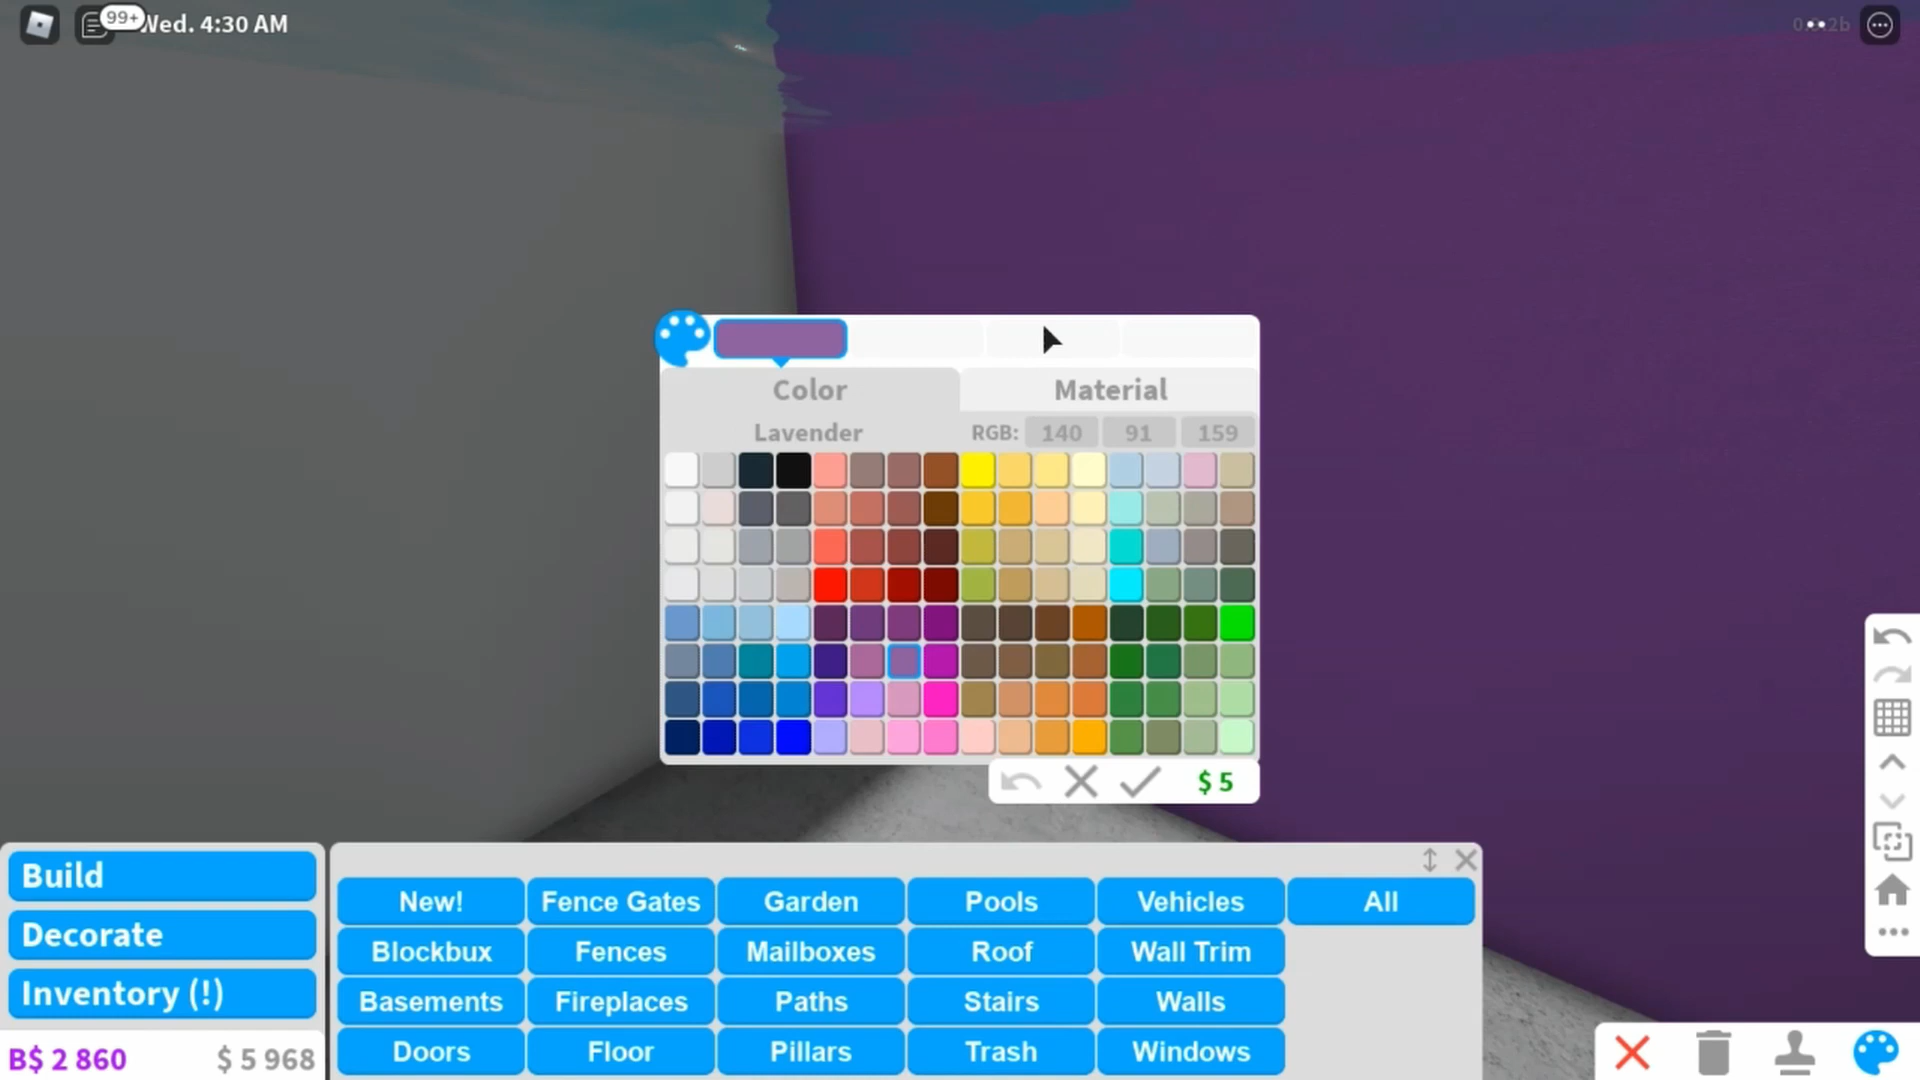 99+
Wed. 4:30 AM
Color
Material
Lavender
RGB: 140 91 159
$ 5
Build
Decorate
Inventory (!)
B$ 2 860
$ 5 968
New!
Fence Gates
Garden
Pools
Vehicles
All
Blockbux
Fences
Mailboxes
Roof
Wall Trim
Basements
Fireplaces
Paths
Stairs
Walls
Doors
Floor
Pillars
Trash
Windows